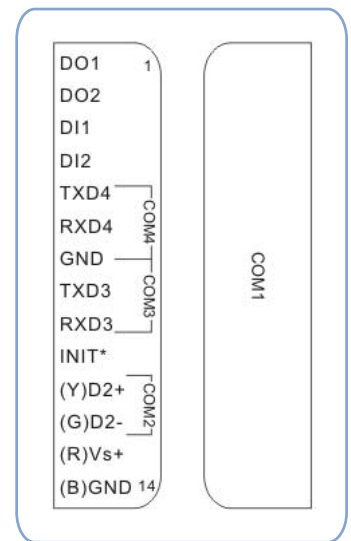 DO1 1
DO2
DI1
DI2
TXD4
RXD4
COM4
GND
TXD3
COM3
RXD3
INIT*
(Y)D2+
COM2
(G)D2-
(R)Vs+
(B)GND 14
COM1